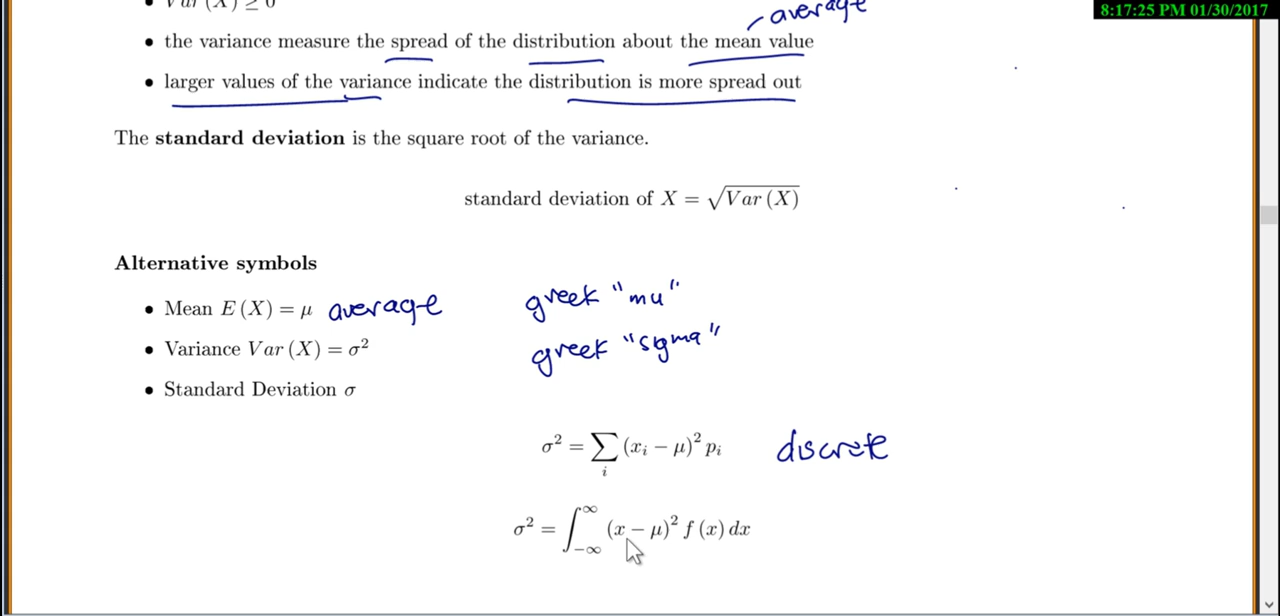 • Var (X) ≥ 0
average
8:17:25 PM 01/30/2017
• the variance measure the spread of the distribution about the mean value
• larger values of the variance indicate the distribution is more spread out
The standard deviation is the square root of the variance.
standard deviation of X = √Var (X)
Alternative symbols
• Mean E (X) = μ average greek "mu"
• Variance Var (X) = σ² greek "sigma"
• Standard Deviation σ
σ² = ∑ᵢ (xᵢ − μ)² pᵢ discrete
σ² = ∫₋∞^∞ (x − μ)² f (x) dx